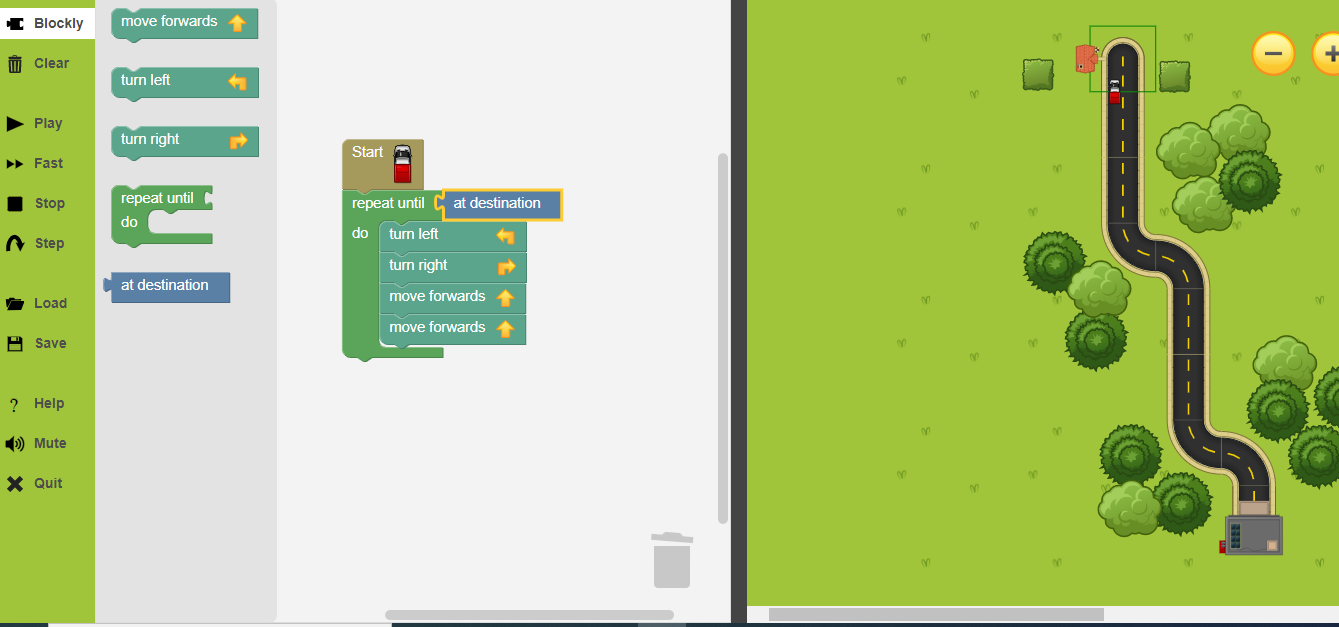 Blockly
Clear
Play
Fast
Stop
Step
Load
Save
? Help
Mute
Quit
move forwards
turn left
turn right
repeat until
do
at destination
Start
repeat until at destination
do turn left
turn right
move forwards
move forwards